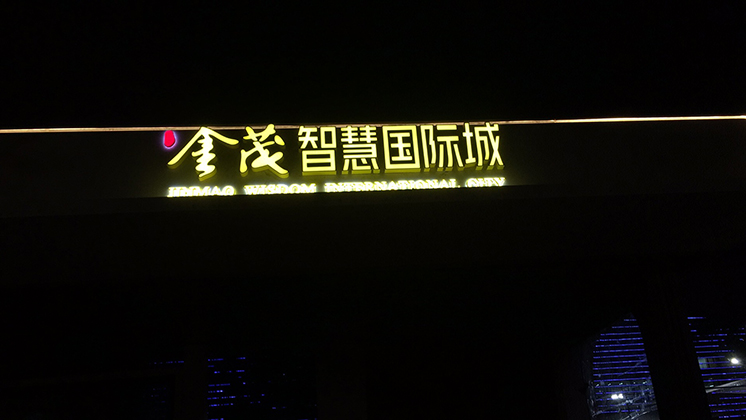 金茂智慧国际城
JINMAO WISDOM INTERNATIONAL CITY